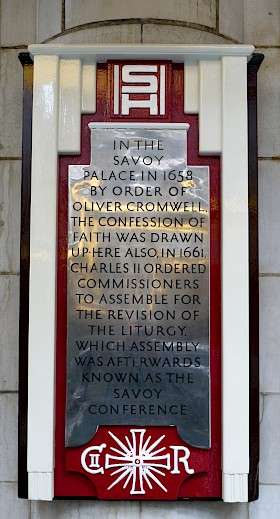 SH
IN THE
SAVOY
PALACE IN 1658
BY ORDER OF
OLIVER CROMWELL,
THE CONFESSION OF
FAITH WAS DRAWN
UP HERE ALSO, IN 1661,
CHARLES II ORDERED
COMMISSIONERS
TO ASSEMBLE FOR
THE REVISION OF
THE LITURGY,
WHICH ASSEMBLY
WAS AFTERWARDS
KNOWN AS THE
SAVOY
CONFERENCE
CII R